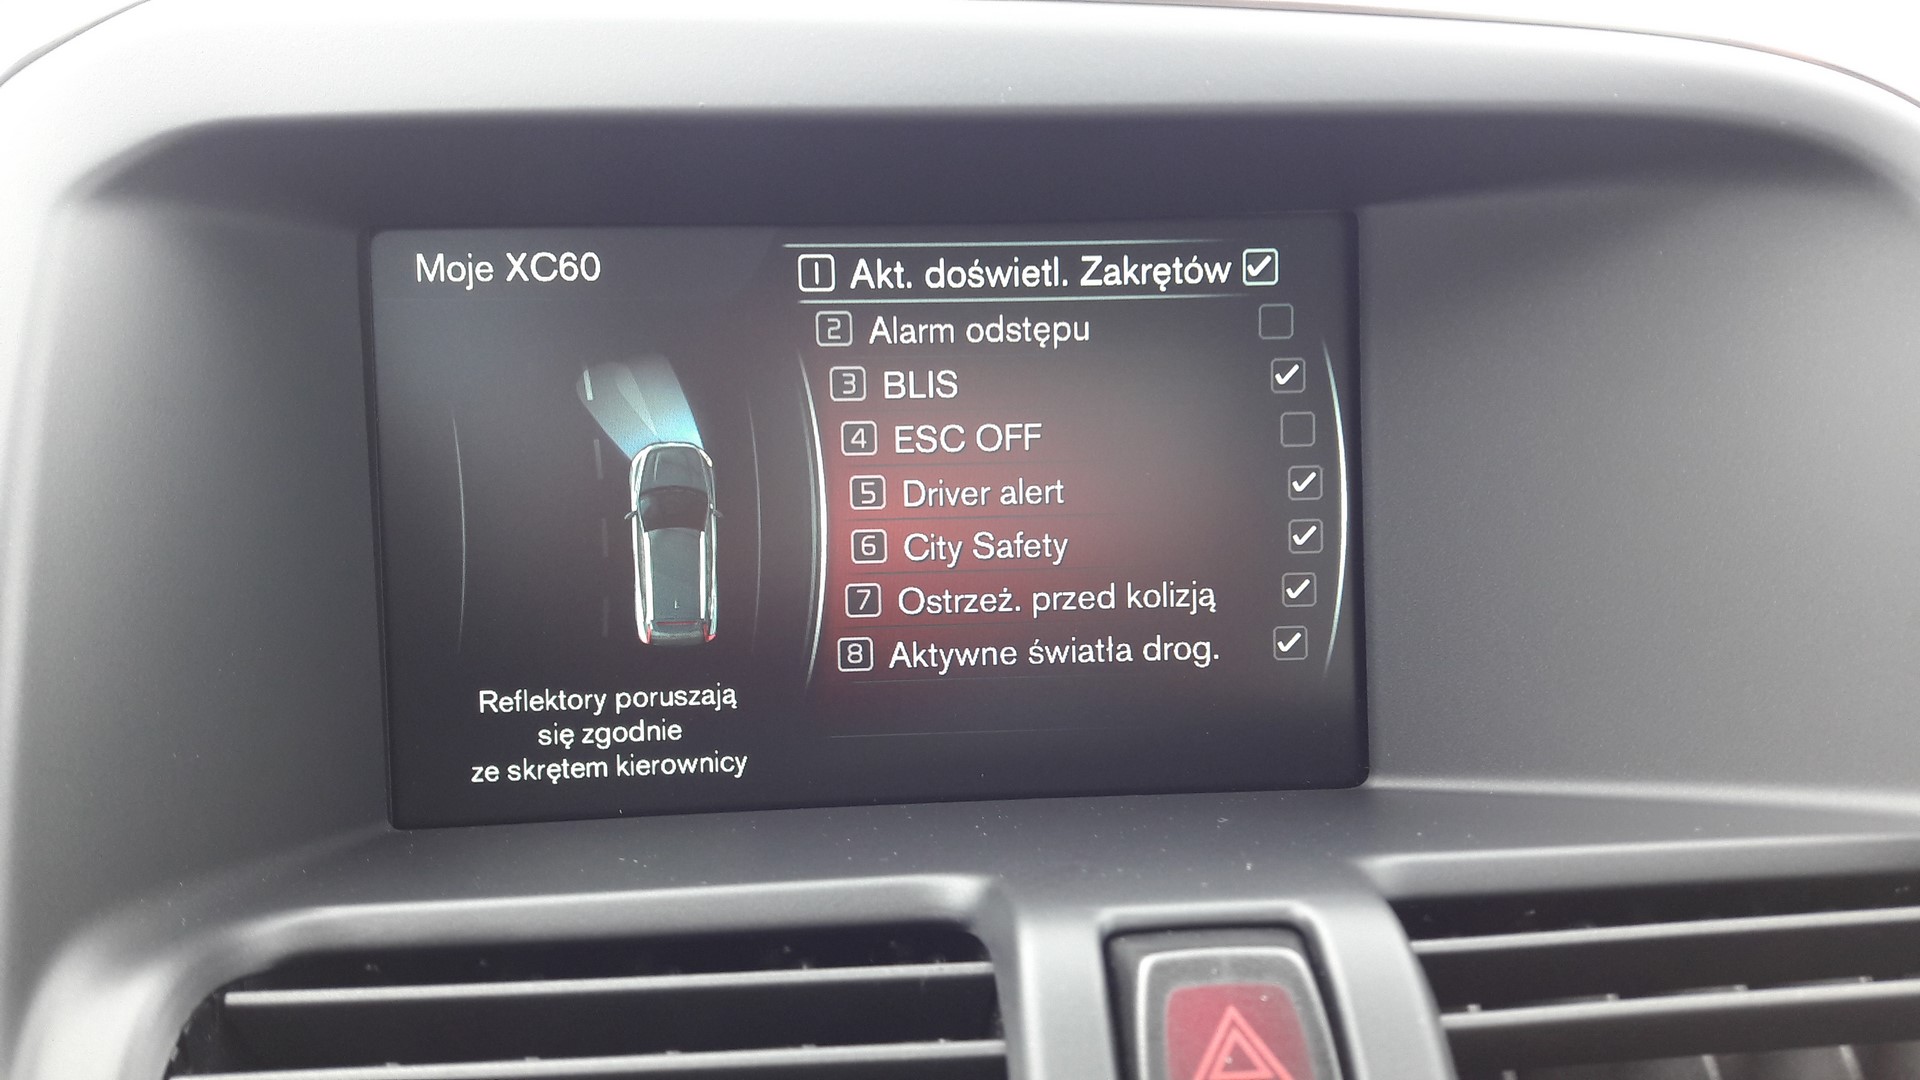 Moje XC60
1 Akt. doświetl. Zakrętów
2 Alarm odstępu
3 BLIS
4 ESC OFF
5 Driver alert
6 City Safety
7 Ostrzeż. przed kolizją
8 Aktywne światła drog.
Reflektory poruszają
się zgodnie
ze skrętem kierownicy